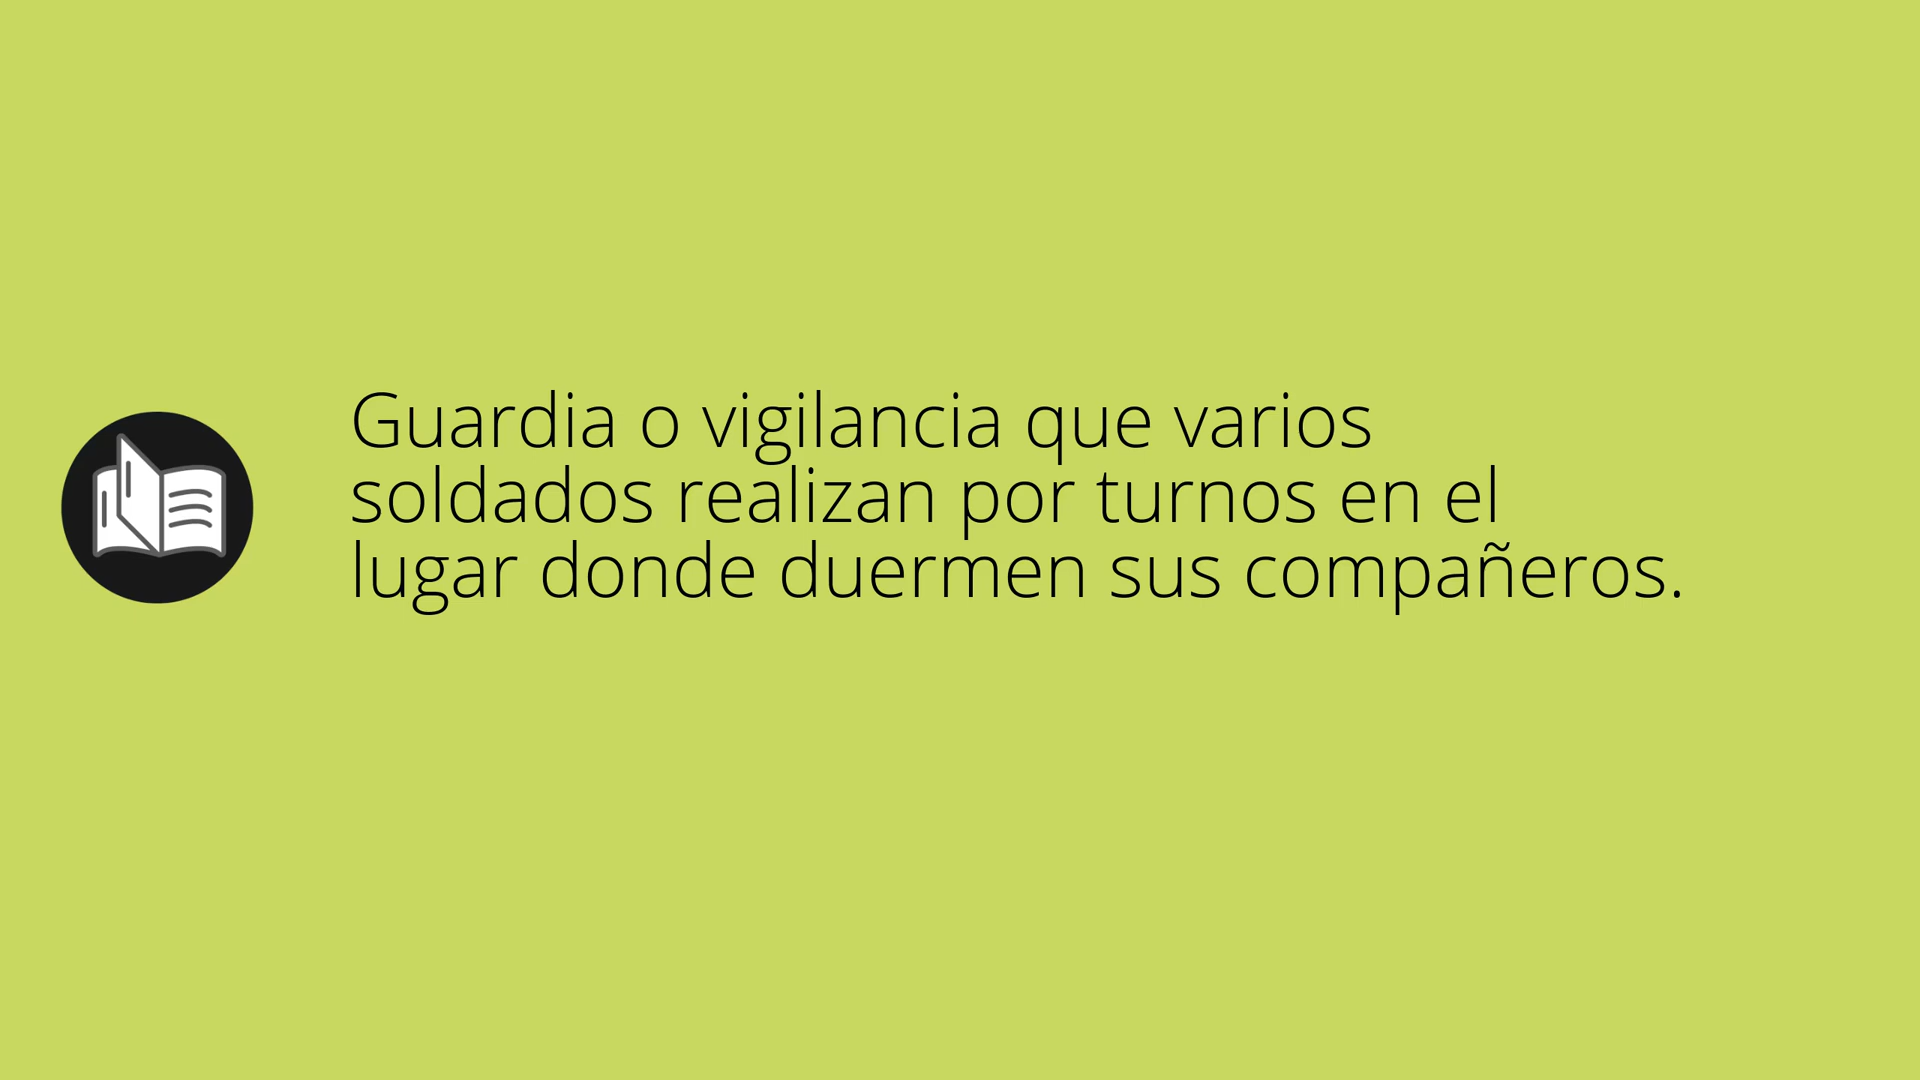 Guardia o vigilancia que varios
soldados realizan por turnos en el
lugar donde duermen sus compañeros.